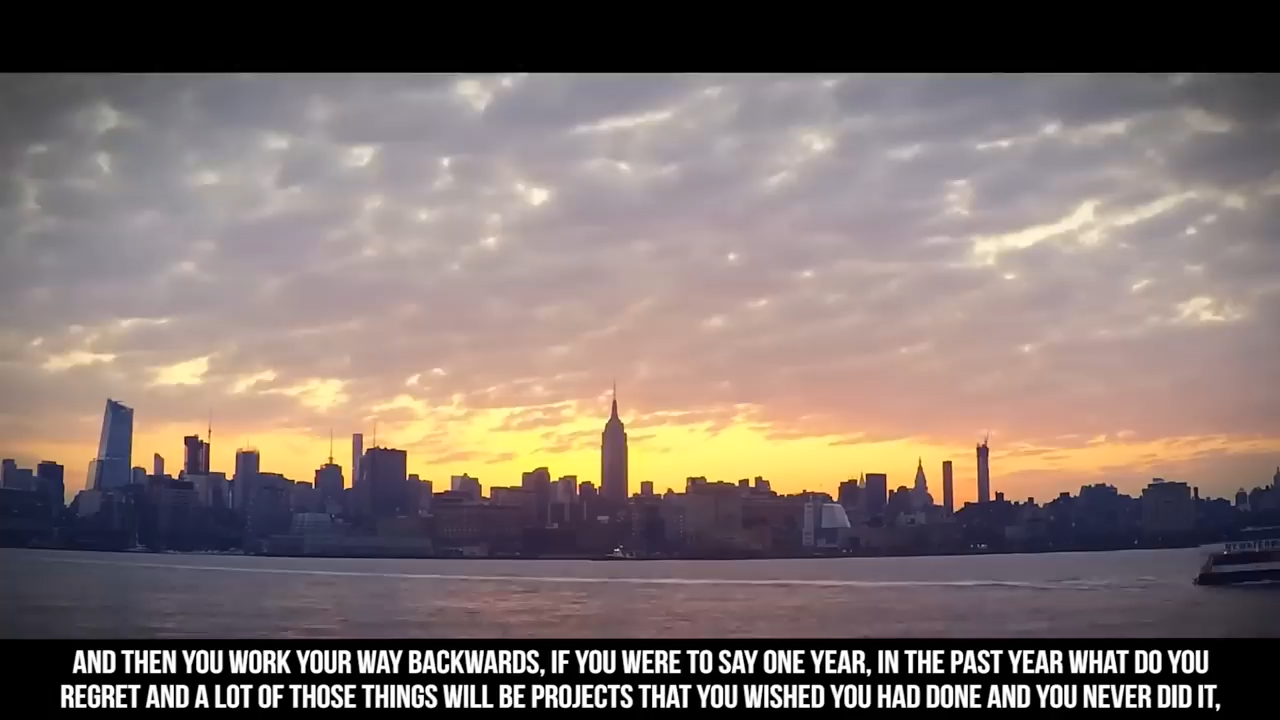 AND THEN YOU WORK YOUR WAY BACKWARDS, IF YOU WERE TO SAY ONE YEAR, IN THE PAST YEAR WHAT DO YOU
REGRET AND A LOT OF THOSE THINGS WILL BE PROJECTS THAT YOU WISHED YOU HAD DONE AND YOU NEVER DID IT,